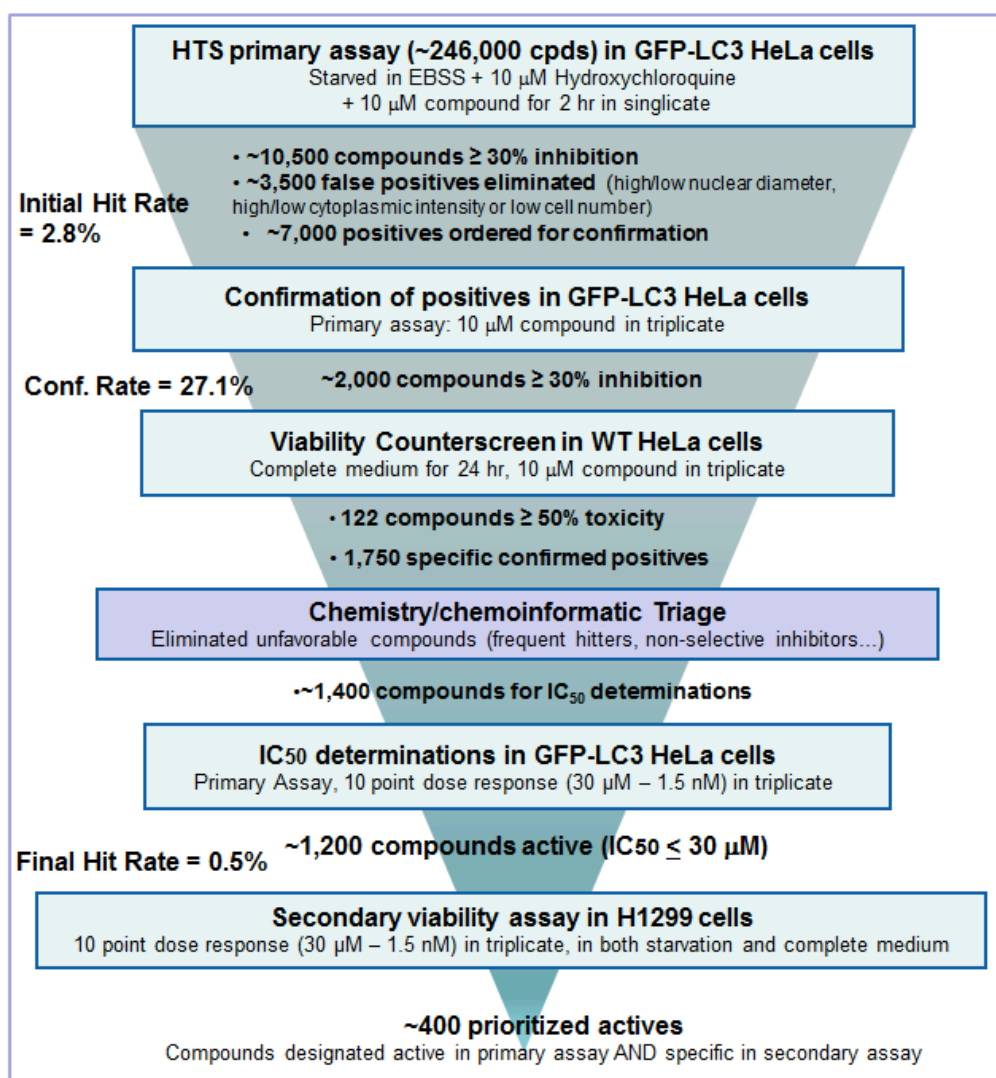 HTS primary assay (~246,000 cpds) in GFP-LC3 HeLa cells
Starved in EBSS + 10 μM Hydroxychloroquine
+ 10 μM compound for 2 hr in singlicate
• ~10,500 compounds ≥ 30% inhibition
• ~3,500 false positives eliminated (high/low nuclear diameter,
high/low cytoplasmic intensity or low cell number)
• ~7,000 positives ordered for confirmation
Initial Hit Rate
= 2.8%
Confirmation of positives in GFP-LC3 HeLa cells
Primary assay: 10 μM compound in triplicate
Conf. Rate = 27.1%
~2,000 compounds ≥ 30% inhibition
Viability Counterscreen in WT HeLa cells
Complete medium for 24 hr, 10 μM compound in triplicate
• 122 compounds ≥ 50% toxicity
• 1,750 specific confirmed positives
Chemistry/chemoinformatic Triage
Eliminated unfavorable compounds (frequent hitters, non-selective inhibitors...)
•~1,400 compounds for IC50 determinations
IC50 determinations in GFP-LC3 HeLa cells
Primary Assay, 10 point dose response (30 μM – 1.5 nM) in triplicate
~1,200 compounds active (IC50 ≤ 30 μM)
Final Hit Rate = 0.5%
Secondary viability assay in H1299 cells
10 point dose response (30 μM – 1.5 nM) in triplicate, in both starvation and complete medium
~400 prioritized actives
Compounds designated active in primary assay AND specific in secondary assay